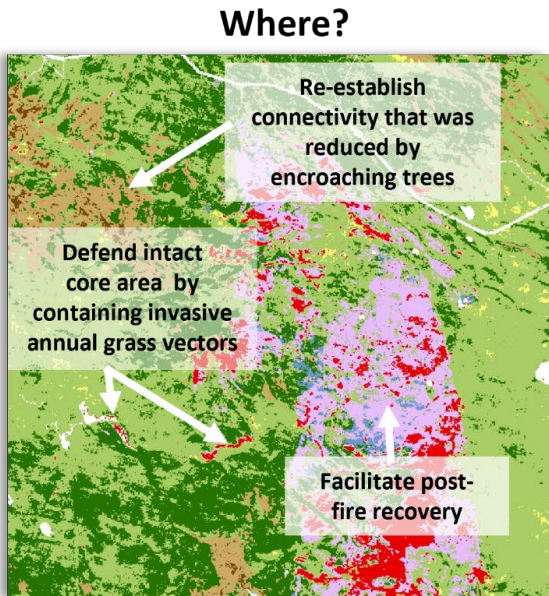 Where?
Re-establish
connectivity that was
reduced by
encroaching trees
Defend intact
core area by
containing invasive
annual grass vectors
Facilitate post-
fire recovery